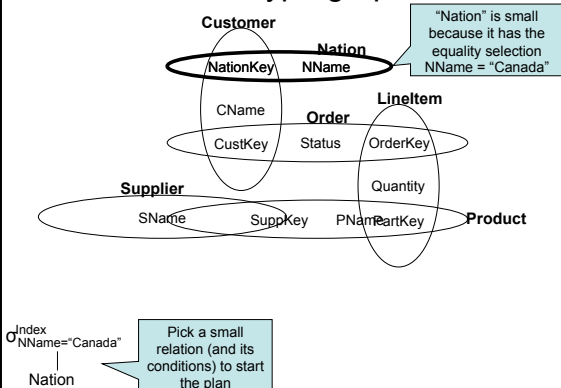 Customer
"Nation" is small
because it has the
equality selection
NName = "Canada"
Nation
NationKey NName
LineItem
CName
Order
CustKey Status OrderKey
Quantity
Supplier
SName SuppKey PName PartKey Product
σ Index NName="Canada"
Nation
Pick a small
relation (and its
conditions) to start
the plan